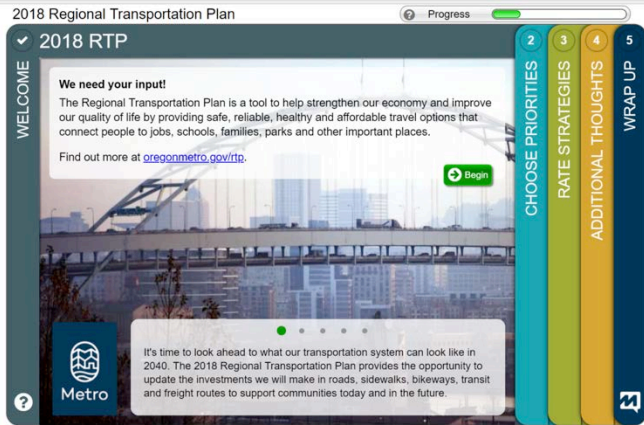 2018 Regional Transportation Plan
? Progress
2018 RTP
WELCOME
We need your input!
The Regional Transportation Plan is a tool to help strengthen our economy and improve
our quality of life by providing safe, reliable, healthy and affordable travel options that
connect people to jobs, schools, families, parks and other important places.
Find out more at oregonmetro.gov/rtp.
Begin
It's time to look ahead to what our transportation system can look like in
2040. The 2018 Regional Transportation Plan provides the opportunity to
update the investments we will make in roads, sidewalks, bikeways, transit
and freight routes to support communities today and in the future.
Metro
?
2
CHOOSE PRIORITIES
3
RATE STRATEGIES
4
ADDITIONAL THOUGHTS
5
WRAP UP